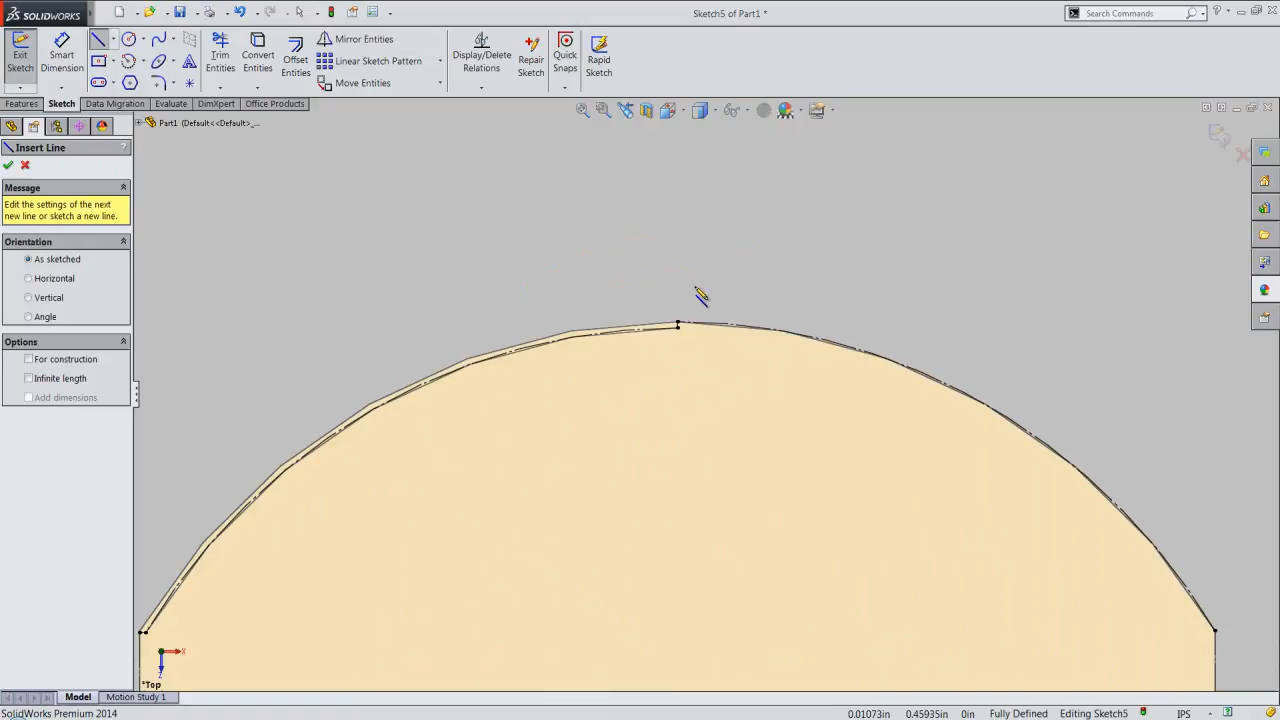 SOLIDWORKS
Sketch5 of Part1 *
Search Commands
Exit
Sketch
Smart
Dimension
Trim
Entities
Convert
Entities
Offset
Entities
Mirror Entities
Linear Sketch Pattern
Move Entities
Display/Delete
Relations
Repair
Sketch
Quick
Snaps
Rapid
Sketch
Features
Sketch
Data Migration
Evaluate
DimXpert
Office Products
Part1 (Default<<Default>_...
Insert Line
?
Message
Edit the settings of the next
new line or sketch a new line.
Orientation
As sketched
Horizontal
Vertical
Angle
Options
For construction
Infinite length
Add dimensions
X
Z
*Top
Model
Motion Study 1
SolidWorks Premium 2014
0.01073in
0.45935in
0in
Fully Defined
Editing Sketch5
IPS